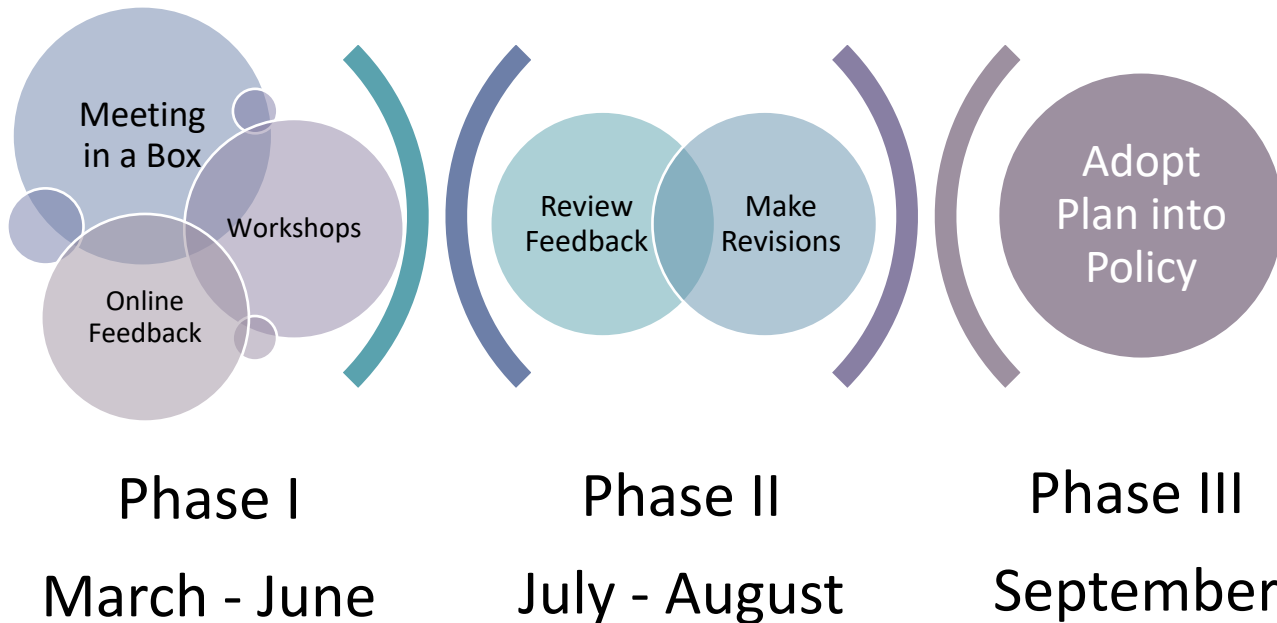 Meeting
in a Box
Workshops
Online
Feedback
Review
Feedback
Make
Revisions
Adopt
Plan into
Policy
Phase I
March - June
Phase II
July - August
Phase III
September